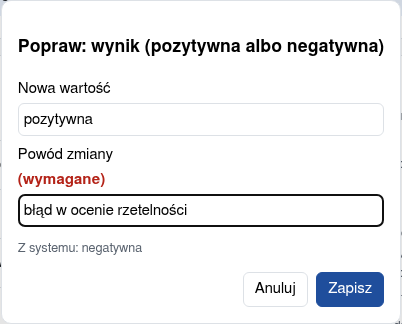 Popraw: wynik (pozytywna albo negatywna)
Nowa wartość
pozytywna
Powód zmiany
(wymagane)
błąd w ocenie rzetelności
Z systemu: negatywna
Anuluj
Zapisz